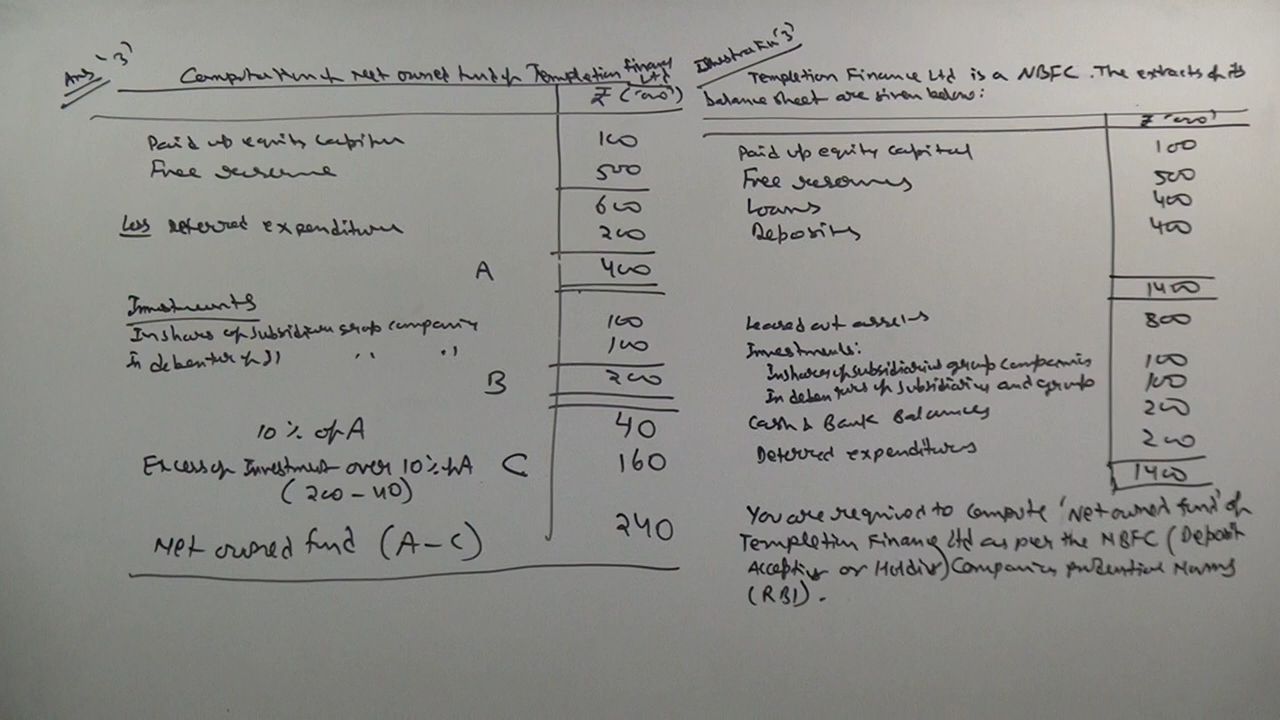 Ans '3'
Computation of Net owned fund of Templetion finance Ltd
₹ ('000')
Paid up equity capital 100
Free reserve 500
600
Less deferred expenditure 200
A 400
Investments
In shares of subsidiaries group companies 100
In debenture of )) " " 100
B 200
10% of A 40
Excess of Investment over 10% of A C 160
(200-40)
Net owned fund (A-C) 240
Illustration '3'
Templetion Finance Ltd is a NBFC. The extracts of its
balance sheet are given below:
₹ '000'
Paid up equity capital 100
Free reserves 500
Loans 400
Deposits 400
1400
Leased out assets 800
Investments:
In shares of subsidiaries group companies 100
In debentures of subsidiaries and group 100
Cash & Bank Balances 200
Deferred expenditures 200
1400
You are required to compute 'Net owned fund' of
Templetion Finance Ltd as per the NBFC (Deposit
Accepting or Holding) Companies prudential Norms
(RBI).